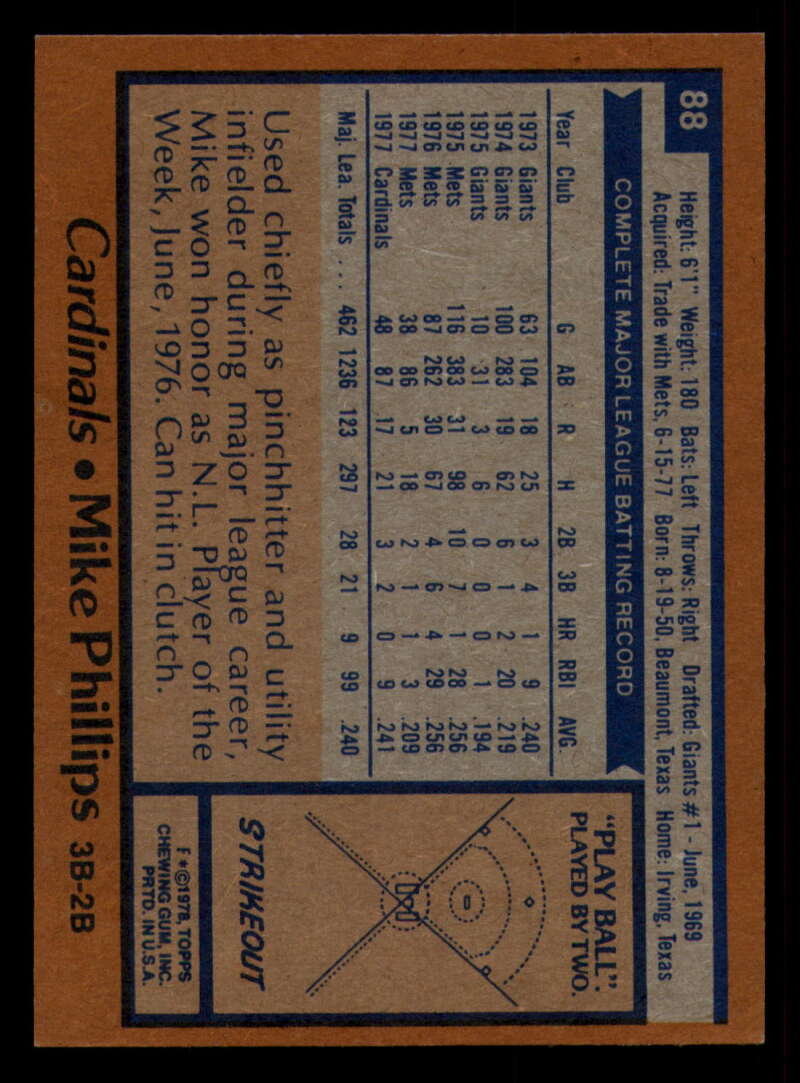 88
Height: 6'1" Weight: 180 Bats: Left Throws: Right Drafted: Giants #1 - June, 1969
Acquired: Trade with Mets, 6-15-77 Born: 8-19-50, Beaumont, Texas Home: Irving, Texas
COMPLETE MAJOR LEAGUE BATTING RECORD
Year Club G AB R H 2B 3B HR RBI AVG.
1973 Giants 63 104 18 25 3 4 1 9 .240
1974 Giants 100 283 19 62 6 1 2 20 .219
1975 Giants 10 31 3 6 0 0 0 1 .194
1975 Mets 116 383 31 98 10 7 1 28 .256
1976 Mets 87 262 30 67 4 6 4 29 .256
1977 Mets 38 86 5 18 2 1 1 3 .209
1977 Cardinals 48 87 17 21 3 2 0 9 .241
Maj. Lea. Totals ... 462 1236 123 297 28 21 9 99 .240
Used chiefly as pinchhitter and utility
infielder during major league career,
Mike won honor as N.L. Player of the
Week, June, 1976. Can hit in clutch.
"PLAY BALL":
PLAYED BY TWO.
STRIKEOUT
F*©1978, TOPPS
CHEWING GUM, INC.
PRTD. IN U.S.A.
Cardinals • Mike Phillips 3B-2B